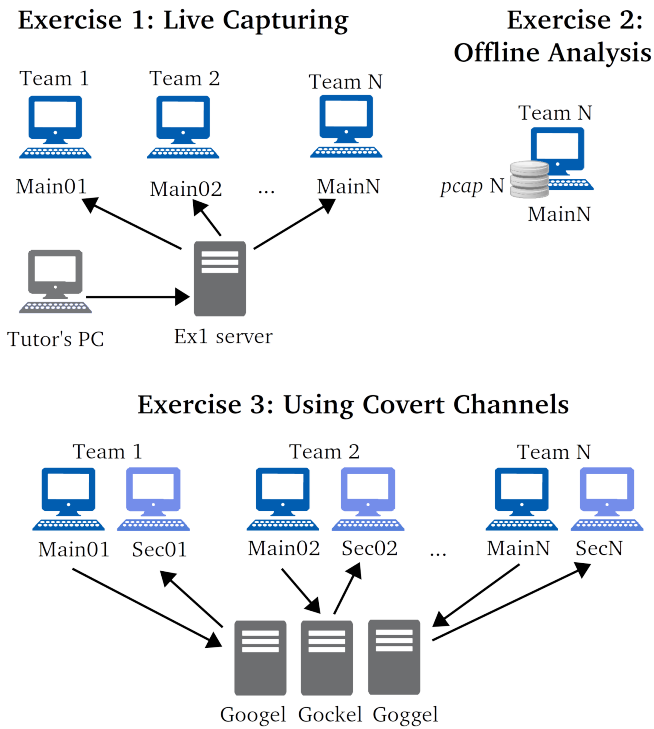 Exercise 1: Live Capturing
Team 1
Team 2
Team N
Main01
Main02
...
MainN
Tutor's PC
Ex1 server
Exercise 2:
Offline Analysis
Team N
pcap N
MainN
Exercise 3: Using Covert Channels
Team 1
Team 2
Team N
Main01
Sec01
Main02
Sec02
...
MainN
SecN
Googel
Gockel
Goggel